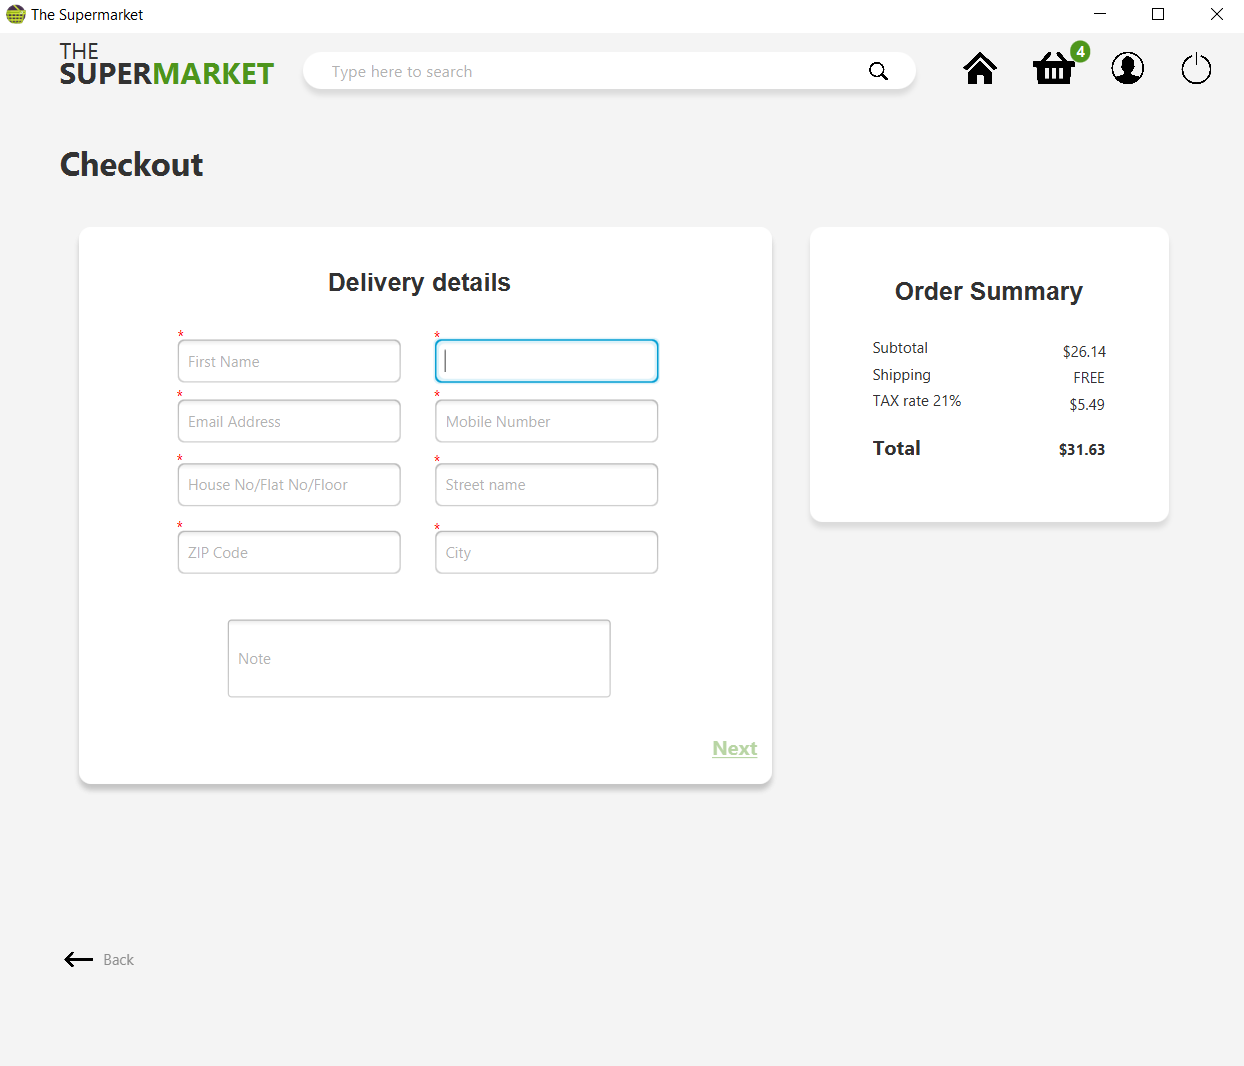 The Supermarket
THE
SUPERMARKET
Type here to search
4
Checkout
Delivery details
*
*
First Name
*
*
Email Address
Mobile Number
*
*
House No/Flat No/Floor
Street name
*
*
ZIP Code
City
Note
Next
Order Summary
Subtotal $26.14
Shipping FREE
TAX rate 21% $5.49
Total $31.63
Back